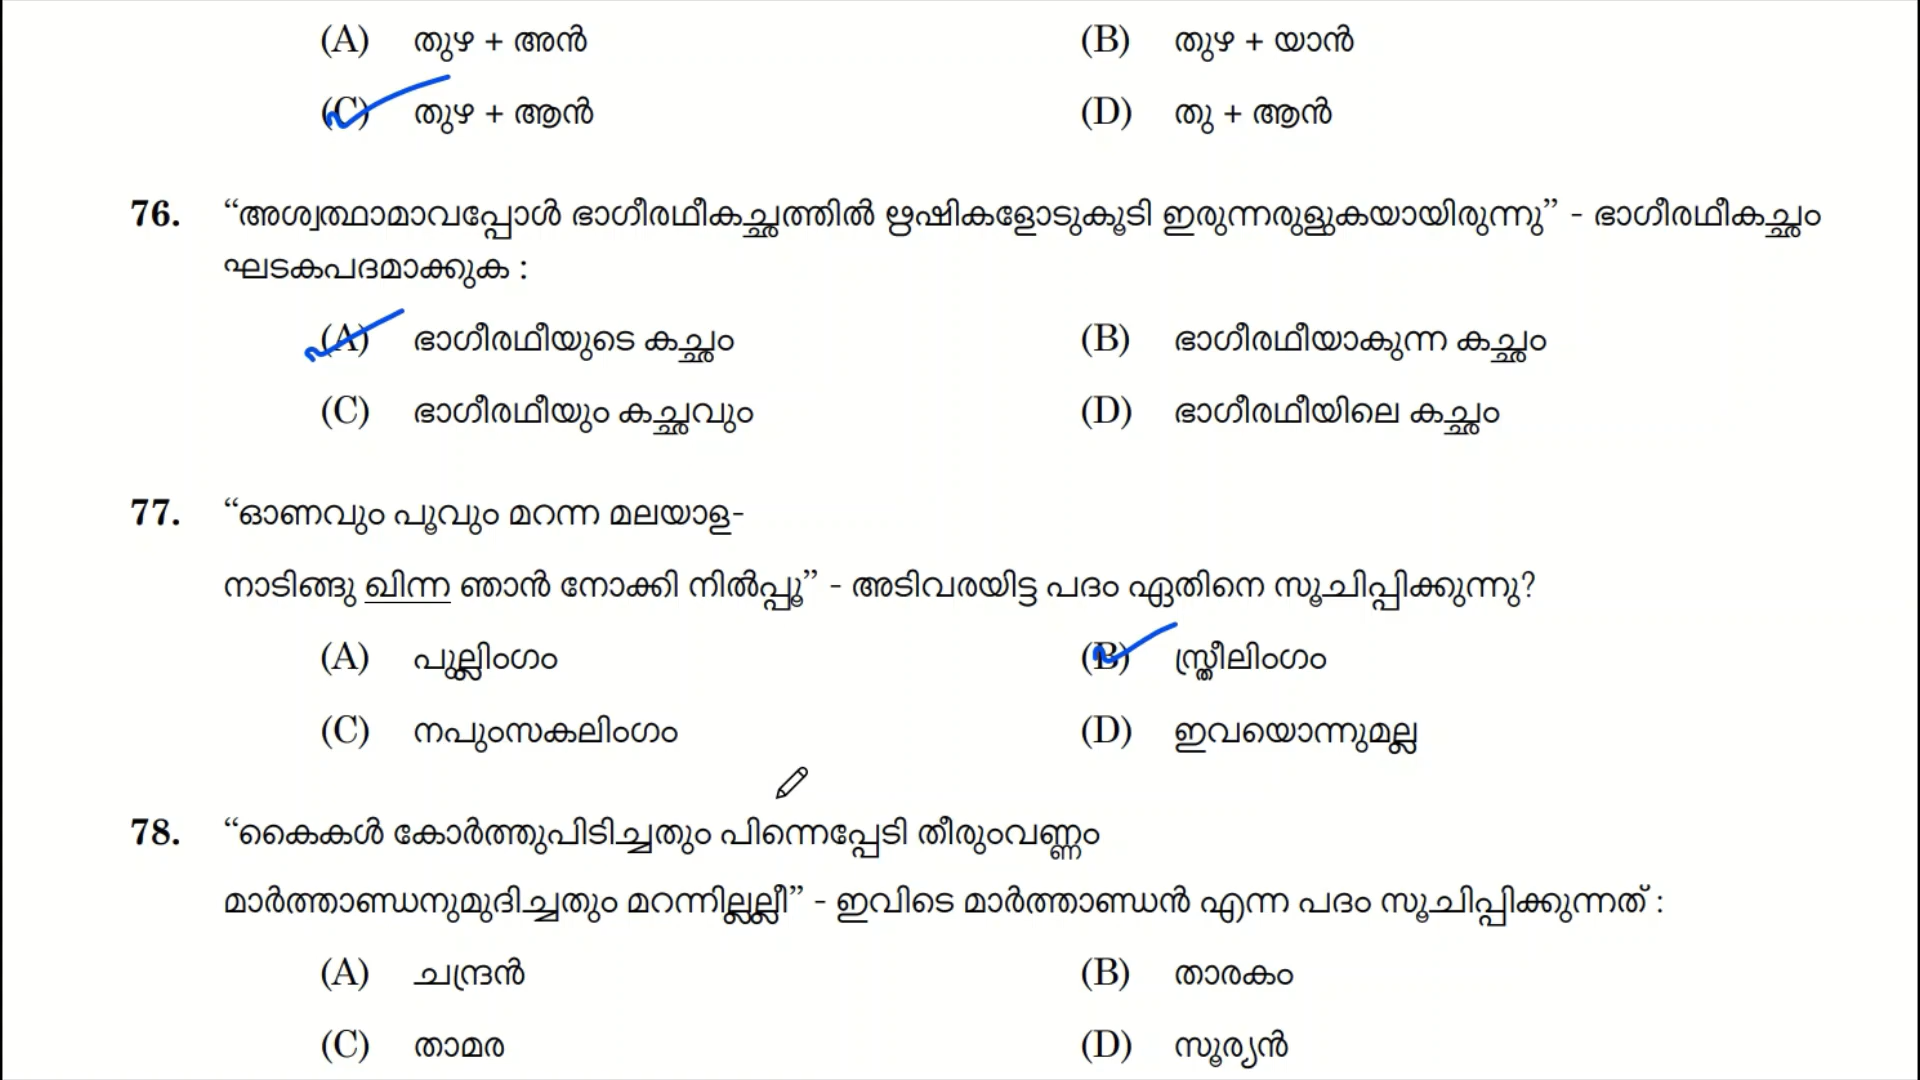 (A) തുഴ + അൻ (B) തുഴ + യാൻ
(C) തുഴ + ആൻ (D) തു + ആൻ
76. “അശ്വത്ഥാമാവപ്പോൾ ഭാഗീരഥീകച്ഛത്തിൽ ഋഷികളോടുകൂടി ഇരുന്നരുളുകയായിരുന്നു” - ഭാഗീരഥീകച്ഛം
ഘടകപദമാക്കുക :
(A) ഭാഗീരഥീയുടെ കച്ഛം (B) ഭാഗീരഥീയാകുന്ന കച്ഛം
(C) ഭാഗീരഥീയും കച്ഛവും (D) ഭാഗീരഥീയിലെ കച്ഛം
77. “ഓണവും പൂവും മറന്ന മലയാള-
നാടിങ്ങു ഖിന്ന ഞാൻ നോക്കി നിൽപ്പൂ” - അടിവരയിട്ട പദം ഏതിനെ സൂചിപ്പിക്കുന്നു?
(A) പുല്ലിംഗം (B) സ്ത്രീലിംഗം
(C) നപുംസകലിംഗം (D) ഇവയൊന്നുമല്ല
78. “കൈകൾ കോർത്തുപിടിച്ചതും പിന്നെപ്പേടി തീരുംവണ്ണം
മാർത്താണ്ഡനുമുദിച്ചതും മറന്നില്ലല്ലീ” - ഇവിടെ മാർത്താണ്ഡൻ എന്ന പദം സൂചിപ്പിക്കുന്നത് :
(A) ചന്ദ്രൻ (B) താരകം
(C) താമര (D) സൂര്യൻ